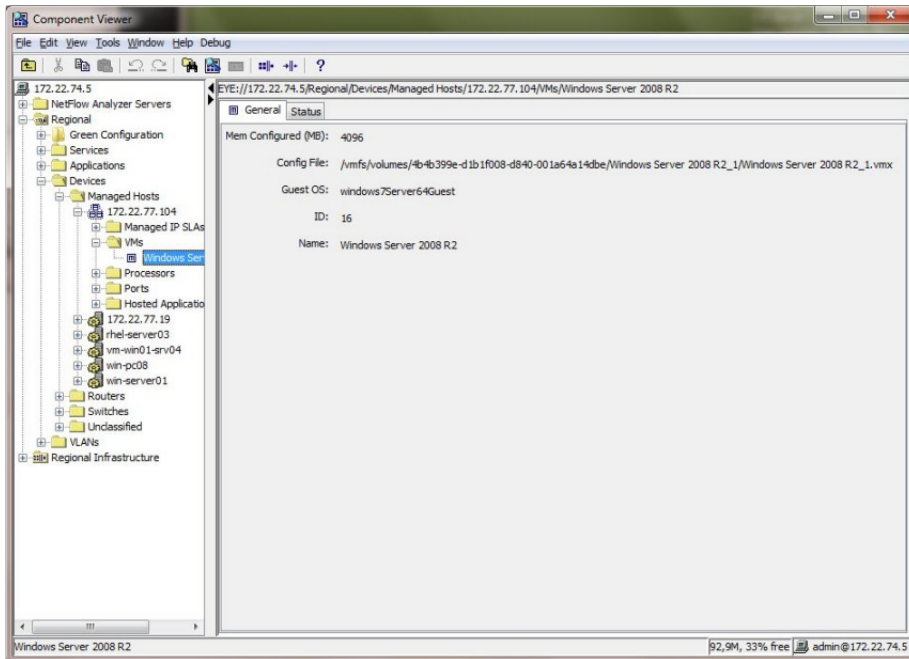 Component Viewer
File Edit View Tools Window Help Debug
172.22.74.5
EYE://172.22.74.5/Regional/Devices/Managed Hosts/172.22.77.104/VMs/Windows Server 2008 R2
NetFlow Analyzer Servers
Regional
Green Configuration
Services
Applications
Devices
Managed Hosts
172.22.77.104
Managed IP SLAs
VMs
Windows Ser
Processors
Ports
Hosted Applicatio
172.22.77.19
rhel-server03
vm-win01-srv04
win-pc08
win-server01
Routers
Switches
Unclassified
VLANs
Regional Infrastructure
General Status
Mem Configured (MB): 4096
Config File: /vmfs/volumes/4b4b399e-d1b1f008-d840-001a64a14dbe/Windows Server 2008 R2_1/Windows Server 2008 R2_1.vmx
Guest OS: windows7Server64Guest
ID: 16
Name: Windows Server 2008 R2
Windows Server 2008 R2
92,9M, 33% free admin@172.22.74.5